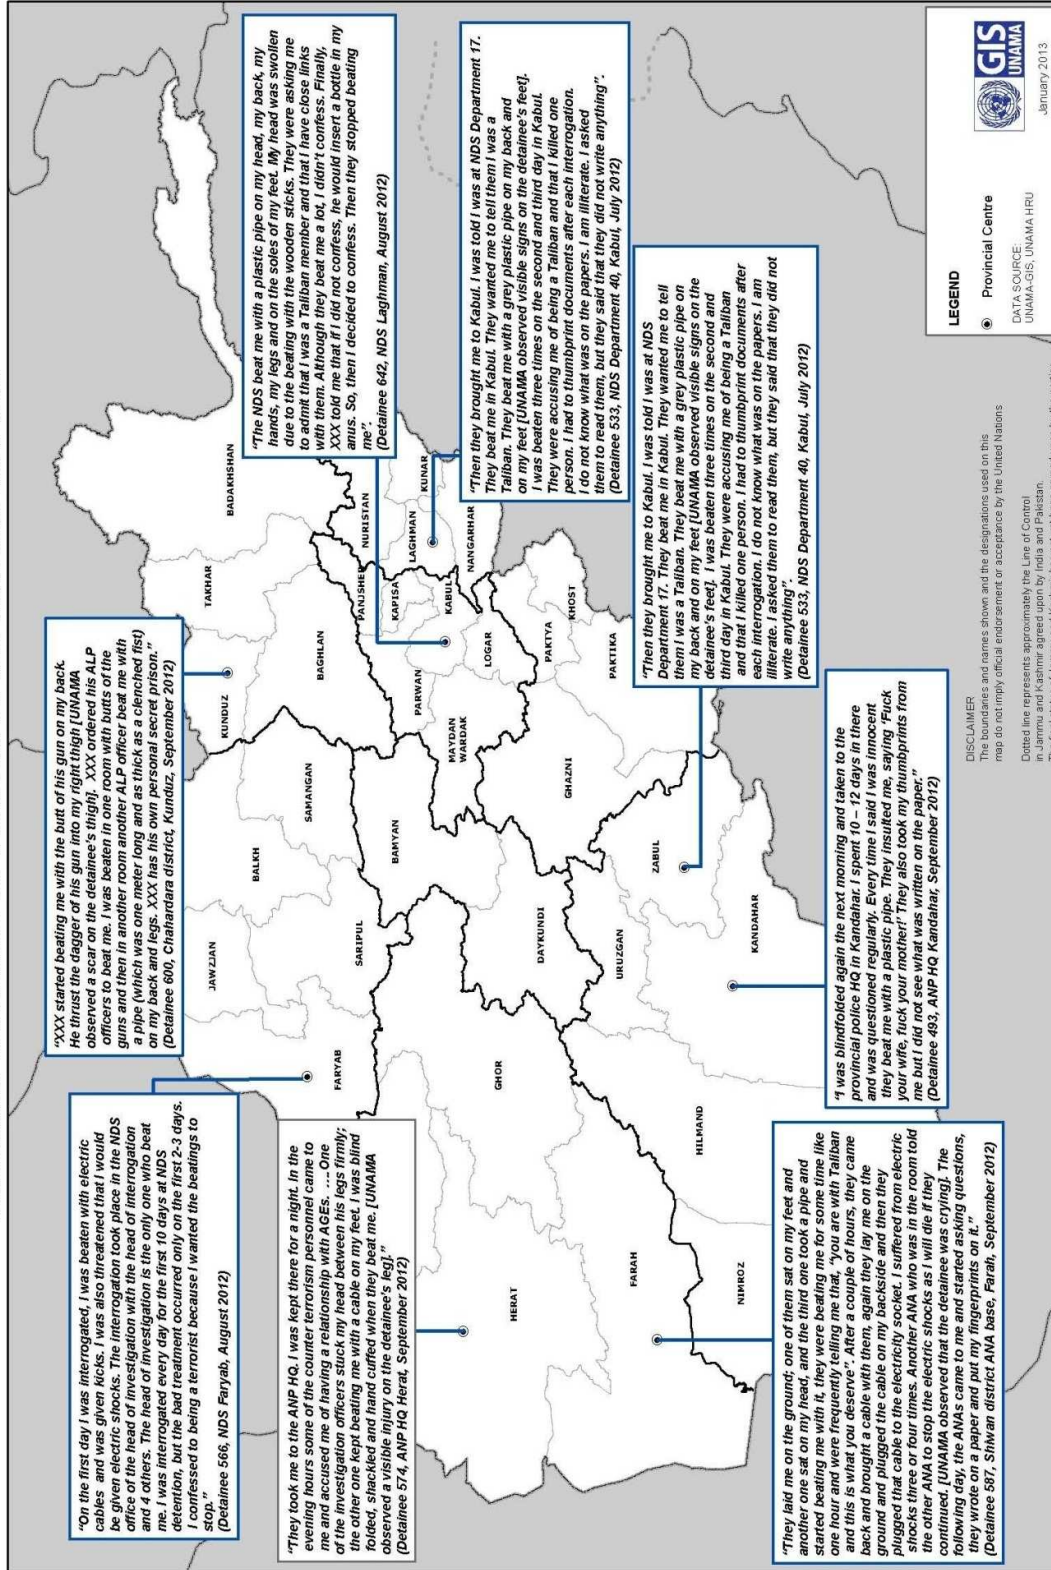 "On the first day I was interrogated, I was beaten with electric
cables and was given kicks. I was also threatened that I would
be given electric shocks. The interrogation took place in the NDS
office of the head of investigation with the head of interrogation
and 4 others. The head of investigation is the only one who beat
me. I was interrogated every day for the first 10 days at NDS
detention, but the bad treatment occurred only on the first 2-3 days.
I confessed to being a terrorist because I wanted the beatings to
stop."
(Detainee 566, NDS Faryab, August 2012)
"XXX started beating me with the butt of his gun on my back.
He thrust the dagger of his gun into my right thigh [UNAMA
observed a scar on the detainee's thigh]. XXX ordered his ALP
officers to beat me. I was beaten in one room with butts of the
guns and then in another room another ALP officer beat me with
a pipe (which was one meter long and as thick as a clenched fist)
on my back and legs. XXX has his own personal secret prison."
(Detainee 600, Chahardara district, Kunduz, September 2012)
"The NDS beat me with a plastic pipe on my head, my back, my
hands, my legs and on the soles of my feet. My head was swollen
due to the beating with the wooden sticks. They were asking me
to admit that I was a Taliban member and that I have close links
with them. Although they beat me a lot, I didn't confess. Finally,
XXX told me that if I did not confess, he would insert a bottle in my
anus. So, then I decided to confess. Then they stopped beating
me".
(Detainee 642, NDS Laghman, August 2012)
"They took me to the ANP HQ. I was kept there for a night. In the
evening hours some of the counter terrorism personnel came to
me and accused me of having a relationship with AGEs. ….One
of the investigation officers stuck my head between his legs firmly;
the other one kept beating me with a cable on my feet. I was blind
folded, shackled and hand cuffed when they beat me. [UNAMA
observed a visible injury on the detainee's leg]."
(Detainee 574, ANP HQ Herat, September 2012)
"Then they brought me to Kabul. I was told I was at NDS Department 17.
They beat me in Kabul. They wanted me to tell them I was a
Taliban. They beat me with a grey plastic pipe on my back and
on my feet [UNAMA observed visible signs on the detainee's feet].
I was beaten three times on the second and third day in Kabul.
They were accusing me of being a Taliban and that I killed one
person. I had to thumbprint documents after each interrogation.
I do not know what was on the papers. I am illiterate. I asked
them to read them, but they said that they did not write anything".
(Detainee 533, NDS Department 40, Kabul, July 2012)
"They laid me on the ground; one of them sat on my feet and
another one sat on my head, and the third one took a pipe and
started beating me with it, they were beating me for some time like
one hour and were frequently telling me that, "you are with Taliban
and this is what you deserve". After a couple of hours, they came
back and brought a cable with them, again they lay me on the
ground and plugged the cable on my backside and then they
plugged that cable to the electricity socket. I suffered from electric
shocks three or four times. Another ANA who was in the room told
the other ANA to stop the electric shocks as I will die if they
continued. [UNAMA observed that the detainee was crying]. The
following day, the ANAs came to me and started asking questions,
they wrote on a paper and put my fingerprints on it."
(Detainee 587, Shiwan district ANA base, Farah, September 2012)
"I was blindfolded again the next morning and taken to the
provincial police HQ in Kandahar. I spent 10 – 12 days in there
and was questioned regularly. Every time I said I was innocent
they beat me with a plastic pipe. They insulted me, saying 'Fuck
your wife, fuck your mother!' They also took my thumbprints from
me but I did not see what was written on the paper."
(Detainee 493, ANP HQ Kandahar, September 2012)
"Then they brought me to Kabul. I was told I was at NDS
Department 17. They beat me in Kabul. They wanted me to tell
them I was a Taliban. They beat me with a grey plastic pipe on
my back and on my feet [UNAMA observed visible signs on the
detainee's feet]. I was beaten three times on the second and
third day in Kabul. They were accusing me of being a Taliban
and that I killed one person. I had to thumbprint documents after
each interrogation. I do not know what was on the papers. I am
illiterate. I asked them to read them, but they said that they did not
write anything".
(Detainee 533, NDS Department 40, Kabul, July 2012)
BADAKHSHAN
TAKHAR
KUNDUZ
BALKH
JAWZJAN
FARYAB
SARIPUL
SAMANGAN
BAGHLAN
PANJSHER
NURISTAN
KUNAR
LAGHMAN
KAPISA
PARWAN
KABUL
NANGARHAR
BAMYAN
MAYDAN
WARDAK
LOGAR
PAKTYA
KHOST
PAKTIKA
GHAZNI
DAYKUNDI
GHOR
HERAT
FARAH
URUZGAN
ZABUL
KANDAHAR
HILMAND
NIMROZ
LEGEND
Provincial Centre
DATA SOURCE:
UNAMA-GIS, UNAMA HRU
GIS
UNAMA
January 2013
DISCLAIMER
The boundaries and names shown and the designations used on this
map do not imply official endorsement or acceptance by the United Nations
Dotted line represents approximately the Line of Control
in Jammu and Kashmir agreed upon by India and Pakistan.